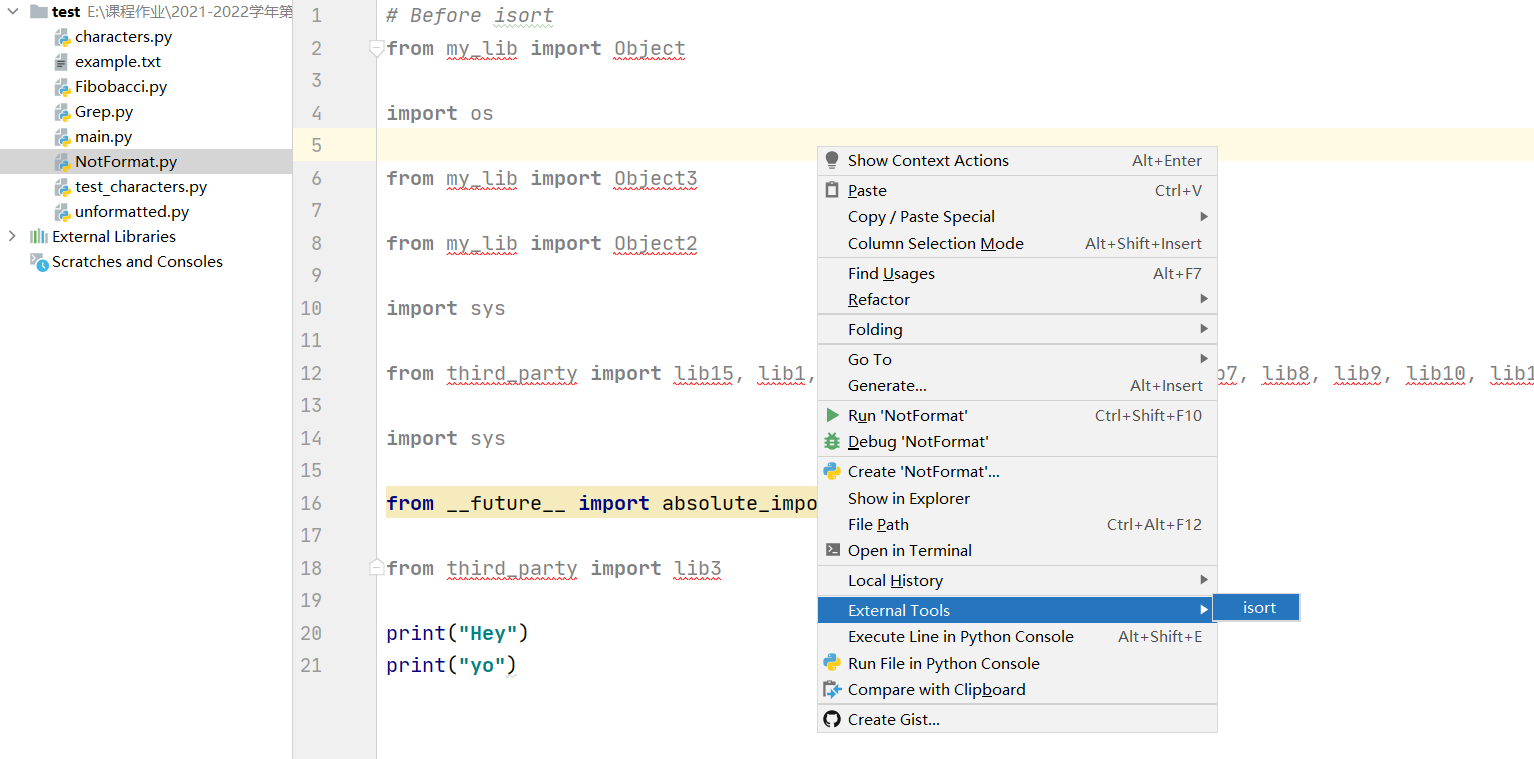 test E:\课程作业\2021-2022学年第
characters.py
example.txt
Fibobacci.py
Grep.py
main.py
NotFormat.py
test_characters.py
unformatted.py
External Libraries
Scratches and Consoles
1 # Before isort
2 from my_lib import Object
3
4 import os
5
6 from my_lib import Object3
7
8 from my_lib import Object2
9
10 import sys
11
12 from third_party import lib15, lib1, b7, lib8, lib9, lib10, lib1
13
14 import sys
15
16 from __future__ import absolute_impo
17
18 from third_party import lib3
19
20 print("Hey")
21 print("yo")
Show Context Actions Alt+Enter
Paste Ctrl+V
Copy / Paste Special
Column Selection Mode Alt+Shift+Insert
Find Usages Alt+F7
Refactor
Folding
Go To
Generate... Alt+Insert
Run 'NotFormat' Ctrl+Shift+F10
Debug 'NotFormat'
Create 'NotFormat'...
Show in Explorer
File Path Ctrl+Alt+F12
Open in Terminal
Local History
External Tools
isort
Execute Line in Python Console Alt+Shift+E
Run File in Python Console
Compare with Clipboard
Create Gist...